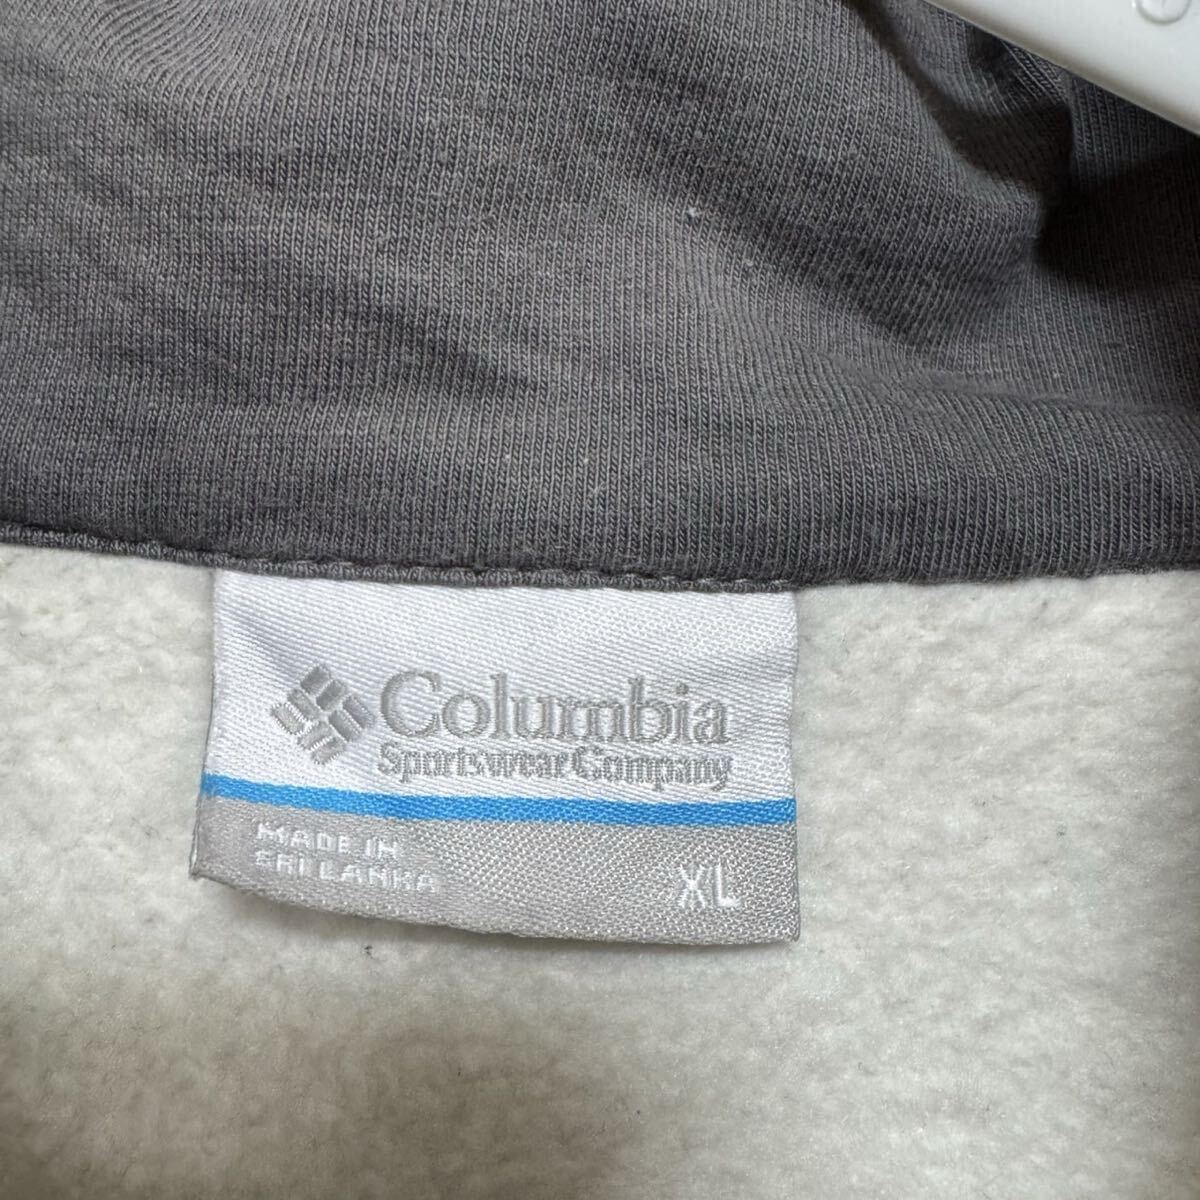 Columbia
Sportswear Company
MADE IN
SRI LANKA
XL